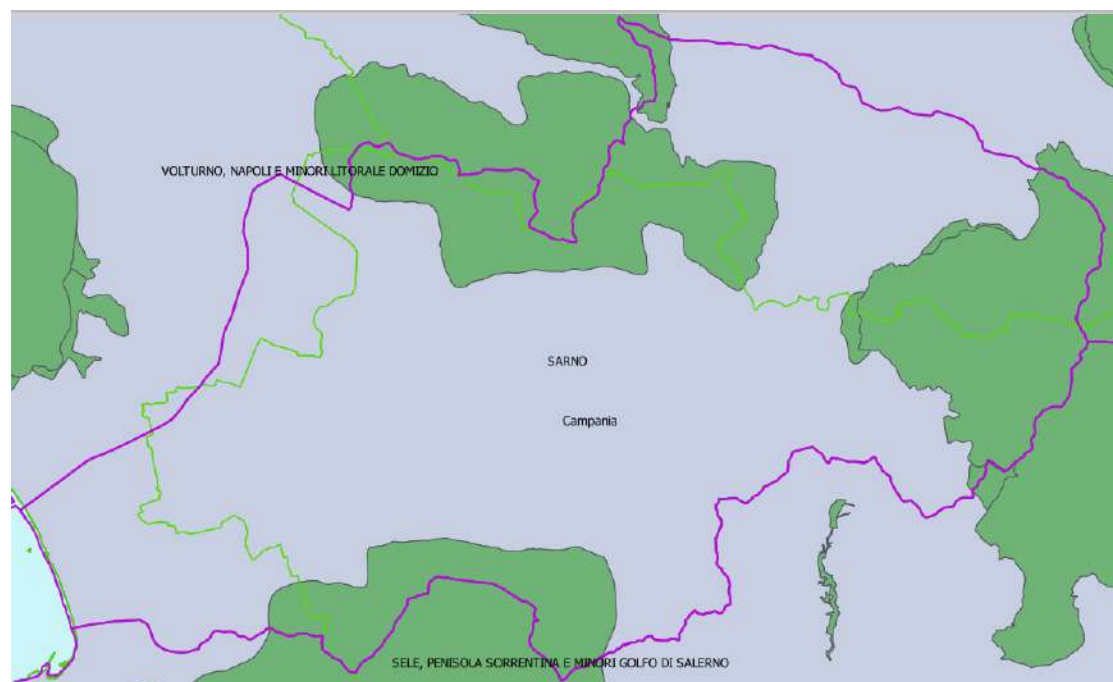 VOLTURNO, NAPOLI E MINORI LITORALE DOMIZIO
SARNO
Campania
SELE, PENISOLA SORRENTINA E MINORI GOLFO DI SALERNO